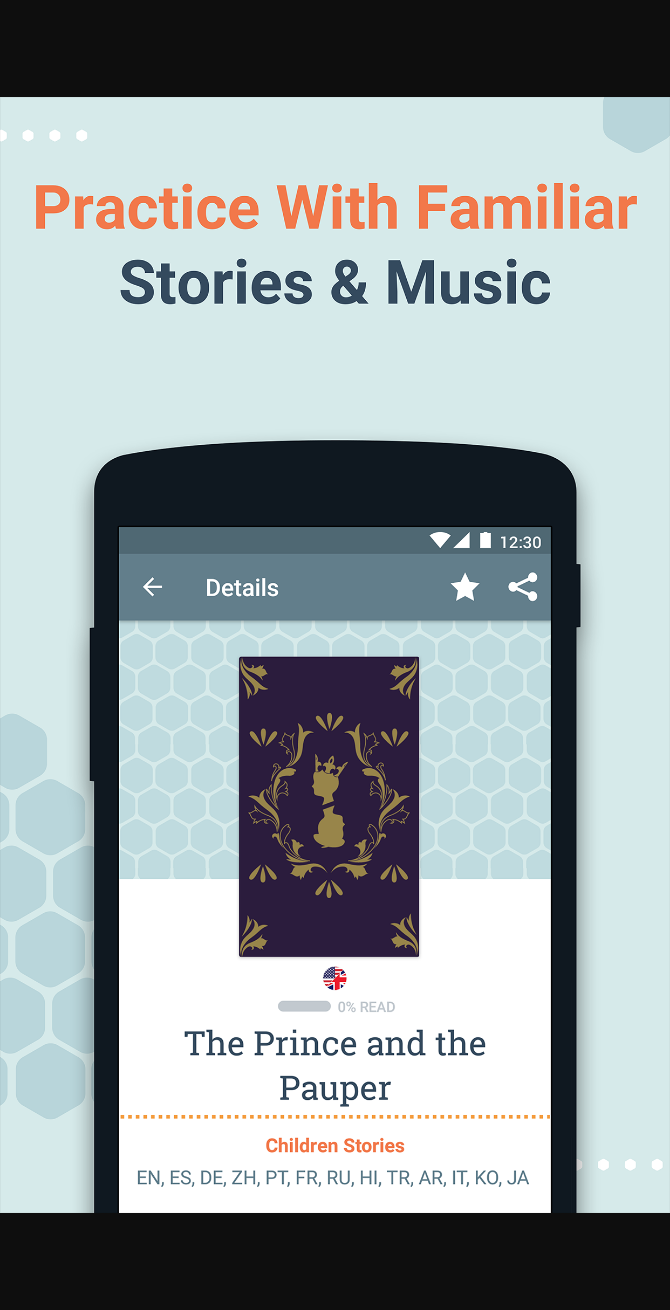 Practice With Familiar
Stories & Music
12:30
Details
0% READ
The Prince and the
Pauper
Children Stories
EN, ES, DE, ZH, PT, FR, RU, HI, TR, AR, IT, KO, JA